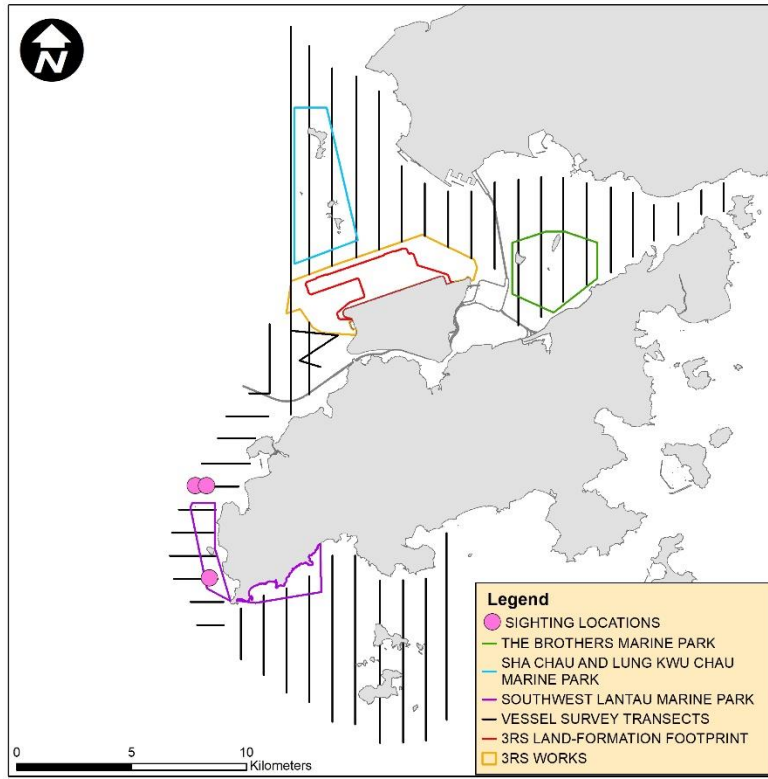 N
Legend
SIGHTING LOCATIONS
THE BROTHERS MARINE PARK
SHA CHAU AND LUNG KWU CHAU
MARINE PARK
SOUTHWEST LANTAU MARINE PARK
VESSEL SURVEY TRANSECTS
3RS LAND-FORMATION FOOTPRINT
3RS WORKS
0 5 10
Kilometers